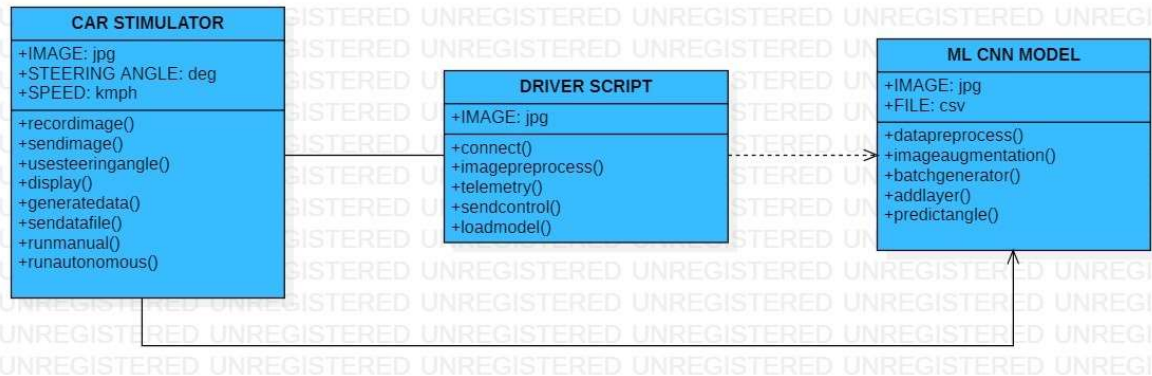 CAR STIMULATOR
+IMAGE: jpg
+STEERING ANGLE: deg
+SPEED: kmph
+recordimage()
+sendimage()
+usesteeringangle()
+display()
+generatedata()
+sendatafile()
+runmanual()
+runautonomous()
DRIVER SCRIPT
+IMAGE: jpg
+connect()
+imagepreprocess()
+telemetry()
+sendcontrol()
+loadmodel()
ML CNN MODEL
+IMAGE: jpg
+FILE: csv
+datapreprocess()
+imageaugmentation()
+batchgenerator()
+addlayer()
+predictangle()
UNREGISTERED UNREGISTERED UNREGISTERED UNREGISTERED UNREGISTERED